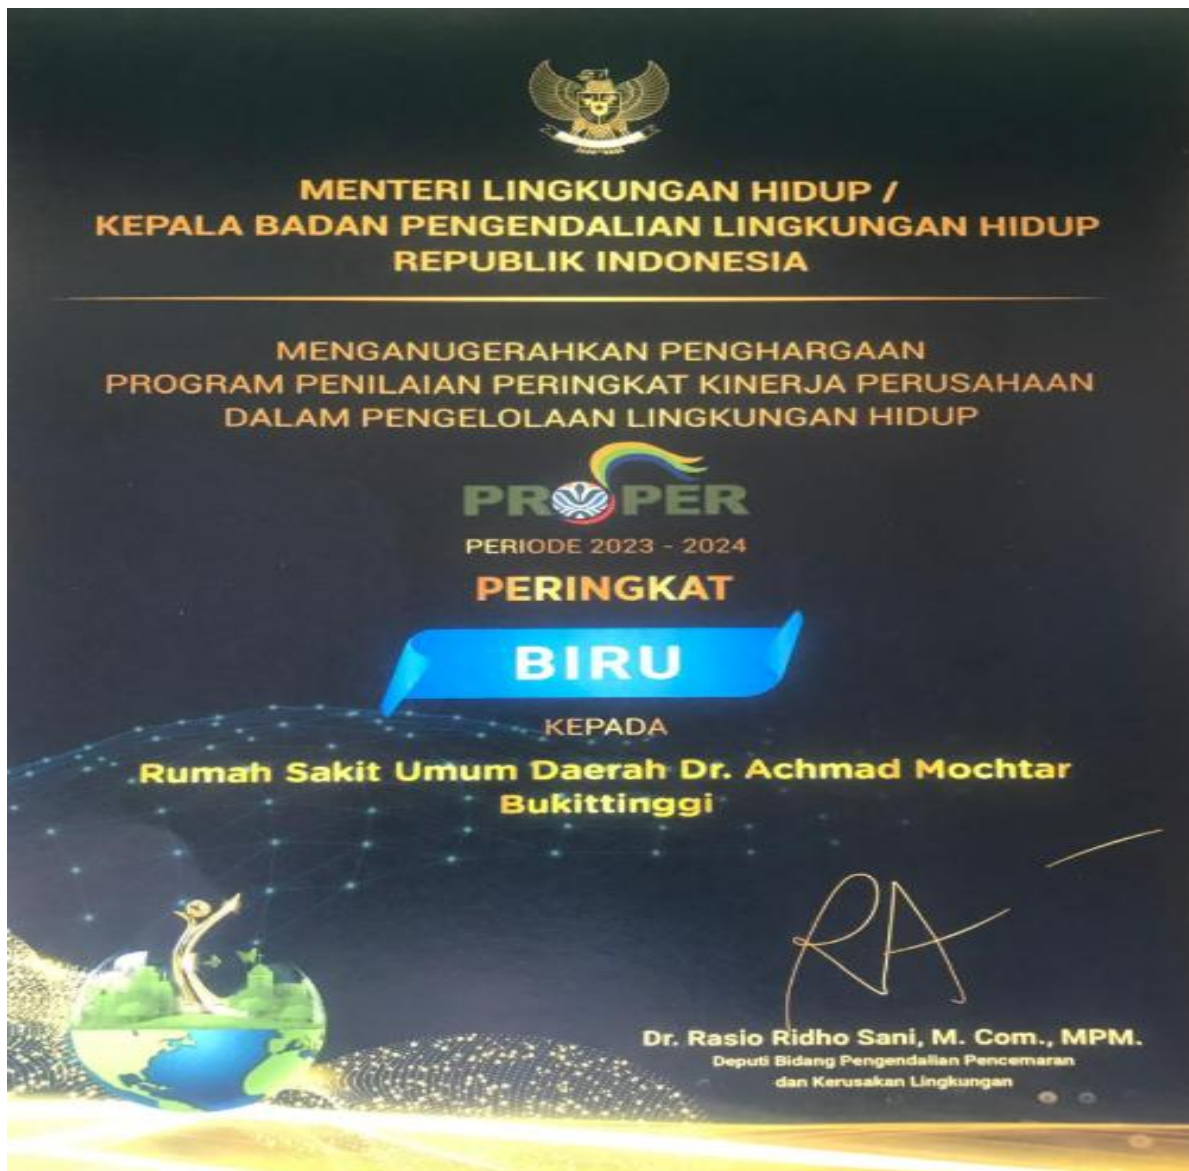 MENTERI LINGKUNGAN HIDUP /
KEPALA BADAN PENGENDALIAN LINGKUNGAN HIDUP
REPUBLIK INDONESIA
MENGANUGERAHKAN PENGHARGAAN
PROGRAM PENILAIAN PERINGKAT KINERJA PERUSAHAAN
DALAM PENGELOLAAN LINGKUNGAN HIDUP
PROPER
PERIODE 2023 - 2024
PERINGKAT
BIRU
KEPADA
Rumah Sakit Umum Daerah Dr. Achmad Mochtar
Bukittinggi
RA
Dr. Rasio Ridho Sani, M. Com., MPM.
Deputi Bidang Pengendalian Pencemaran
dan Kerusakan Lingkungan